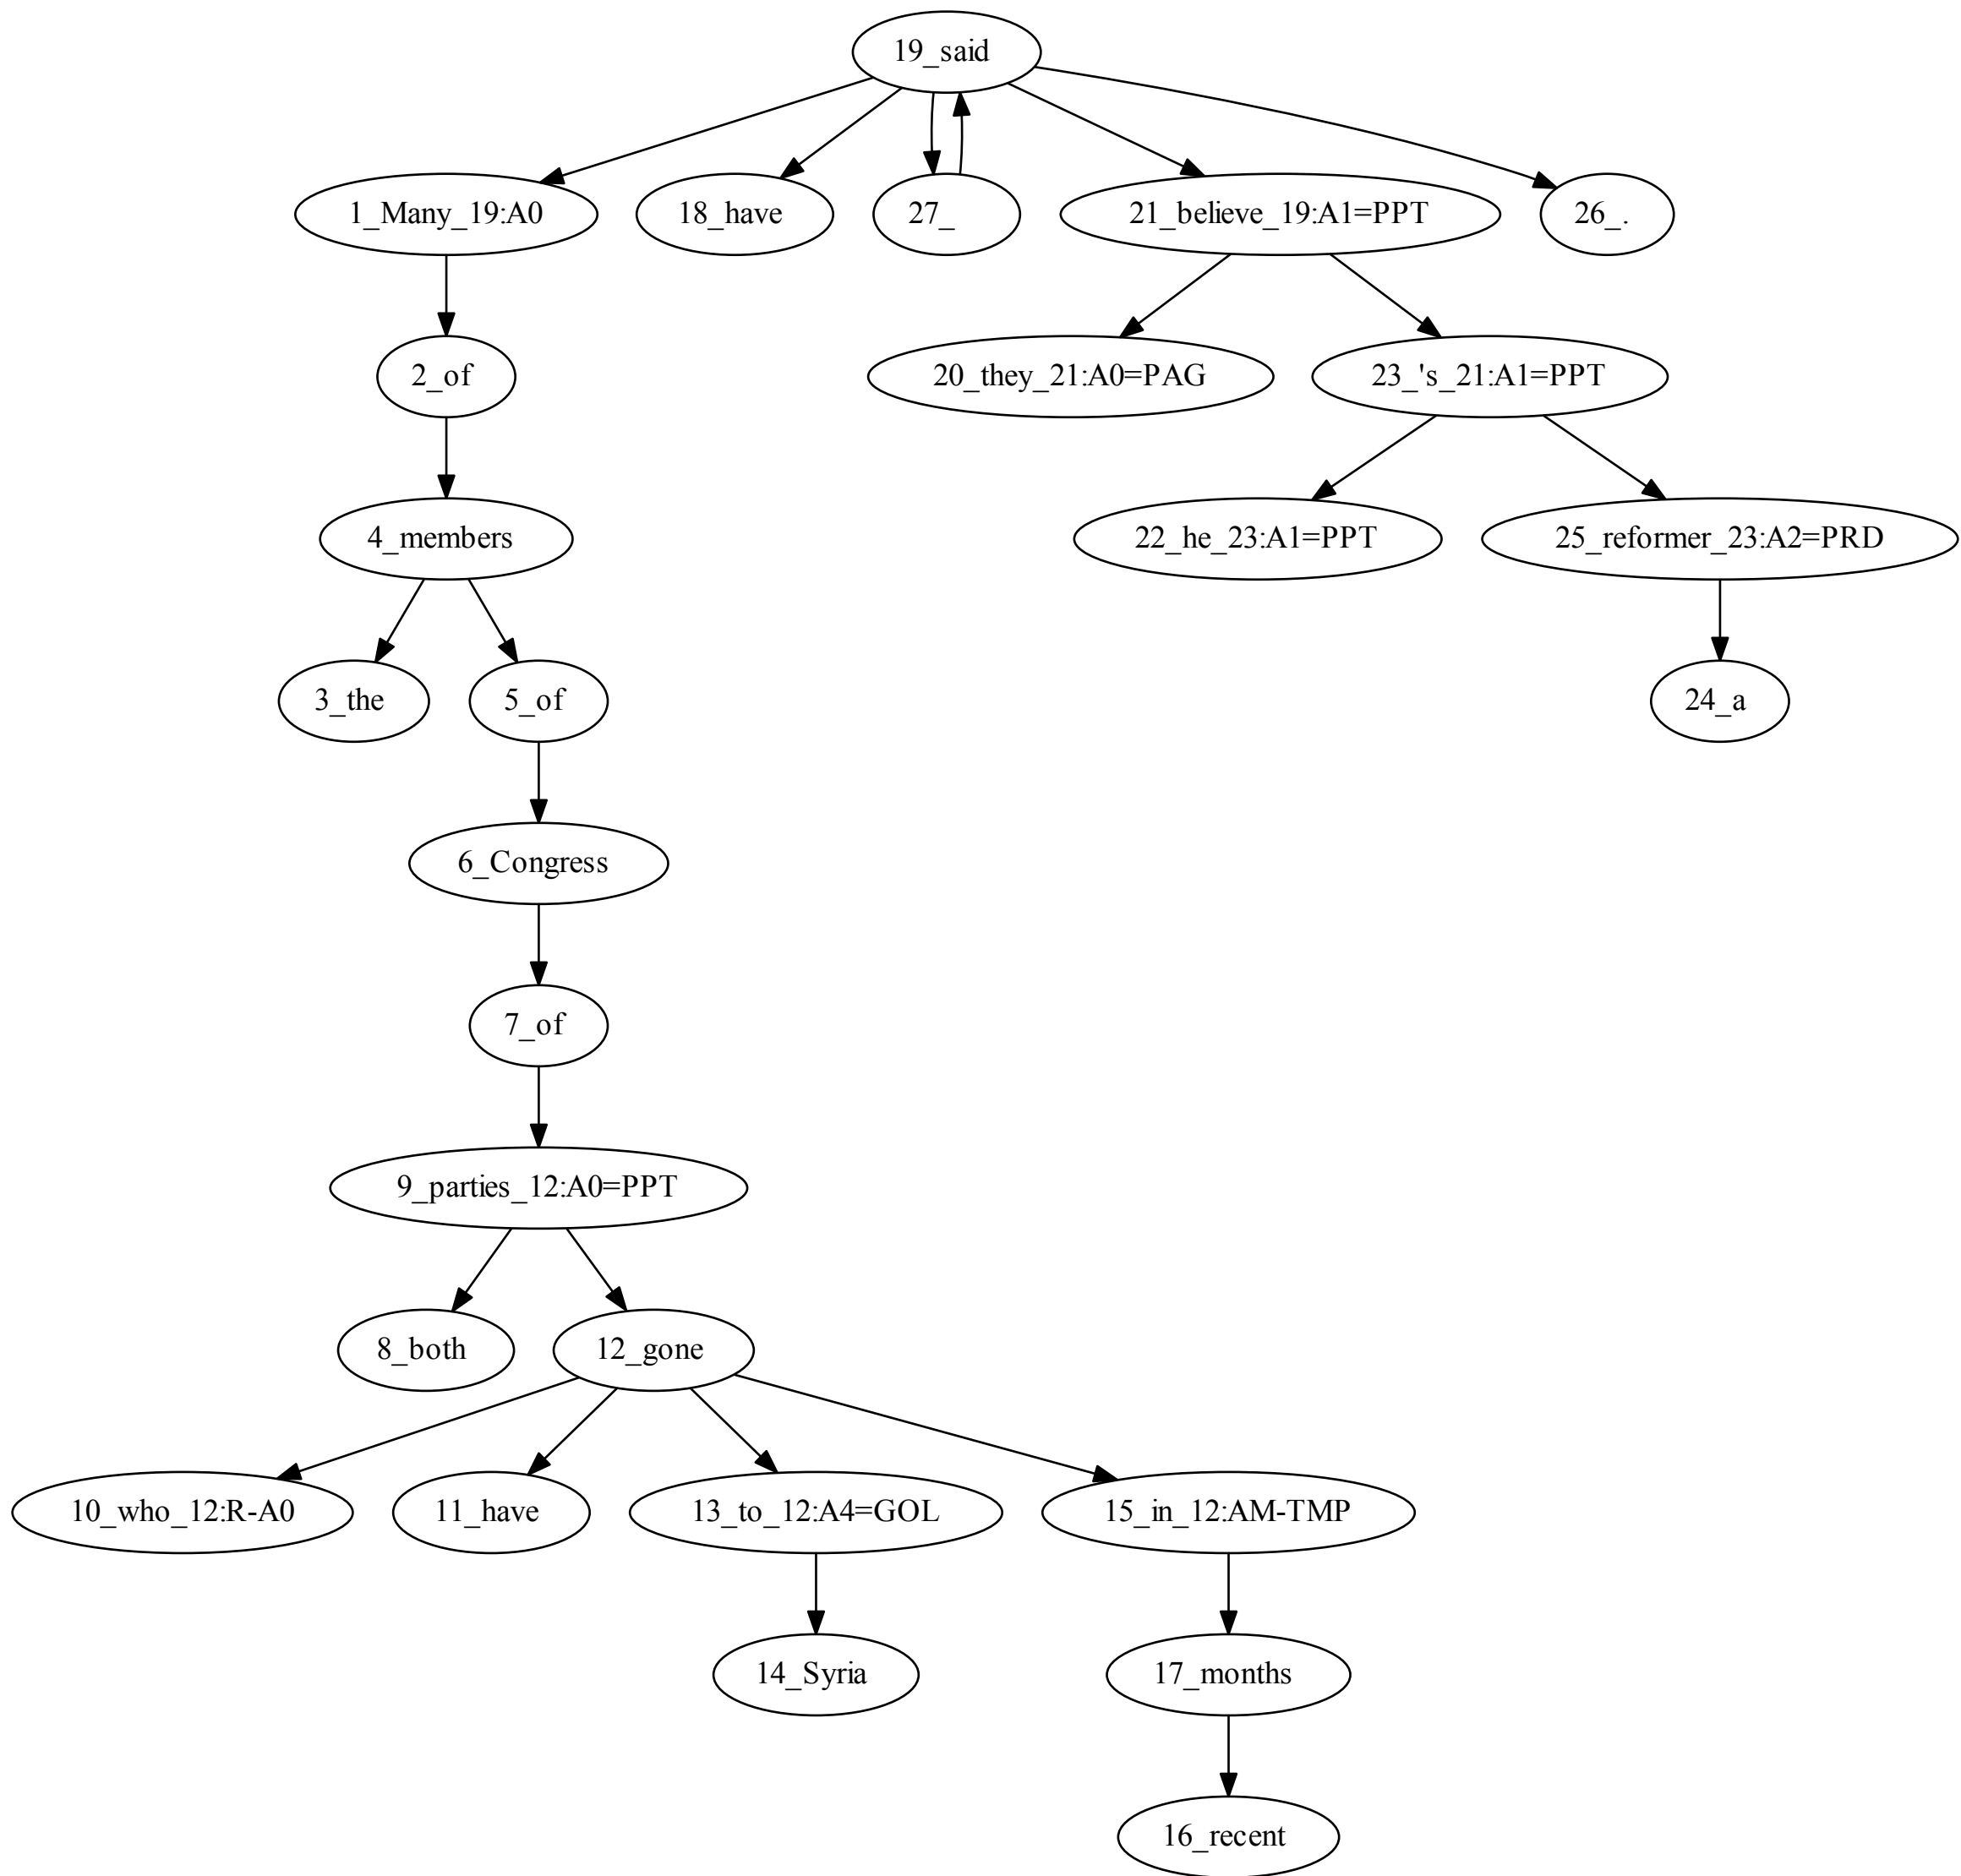 19_said
1_Many_19:A0
18_have
27_
21_believe_19:A1=PPT
26_.
2_of
20_they_21:A0=PAG
23_'s_21:A1=PPT
4_members
22_he_23:A1=PPT
25_reformer_23:A2=PRD
3_the
5_of
24_a
6_Congress
7_of
9_parties_12:A0=PPT
8_both
12_gone
10_who_12:R-A0
11_have
13_to_12:A4=GOL
15_in_12:AM-TMP
14_Syria
17_months
16_recent